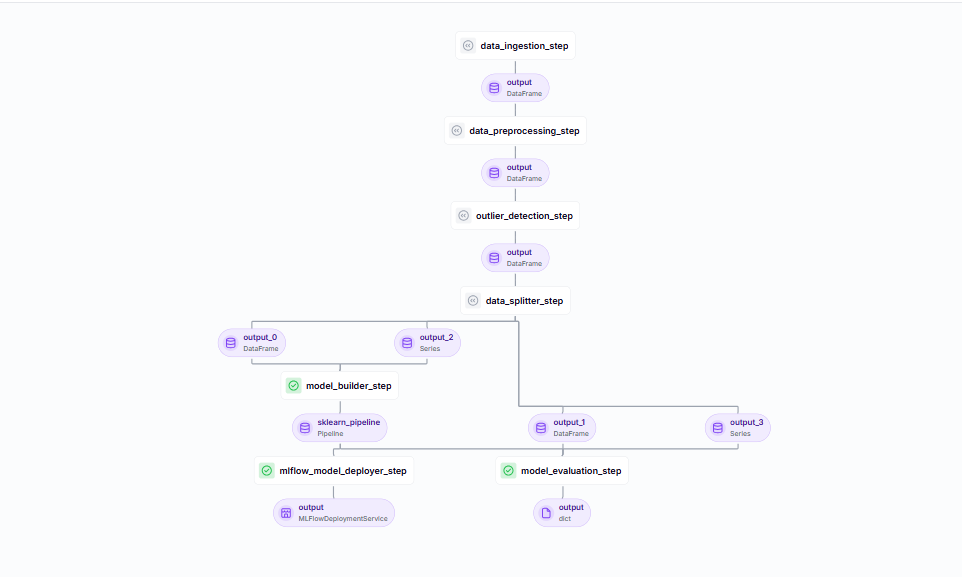 data_ingestion_step
output
DataFrame
data_preprocessing_step
output
DataFrame
outlier_detection_step
output
DataFrame
data_splitter_step
output_0
DataFrame
output_2
Series
model_builder_step
sklearn_pipeline
Pipeline
output_1
DataFrame
output_3
Series
mlflow_model_deployer_step
model_evaluation_step
output
MLFlowDeploymentService
output
dict